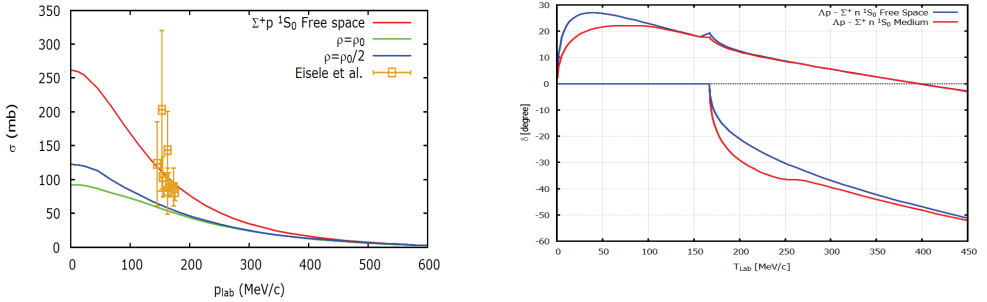 350
300
250
200
150
100
50
0
0 100 200 300 400 500 600
σ (mb)
p_lab (MeV/c)
Σ⁺p ¹S₀ Free space
ρ=ρ₀
ρ=ρ₀/2
Eisele et al.
30
20
10
0
-10
-20
-30
-40
-50
-60
0 50 100 150 200 250 300 350 400 450
δ [degree]
T_Lab [MeV/c]
Λp - Σ⁺ n ¹S₀ Free Space
Λp - Σ⁺ n ¹S₀ Medium